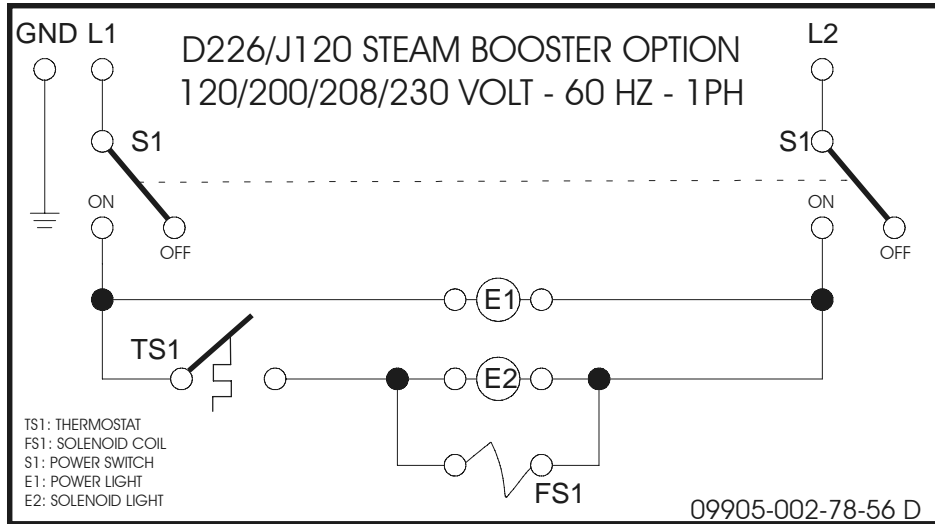 GND L1
D226/J120 STEAM BOOSTER OPTION
L2
120/200/208/230 VOLT - 60 HZ - 1PH
S1
S1
ON
ON
OFF
OFF
E1
TS1
E2
TS1: THERMOSTAT
FS1: SOLENOID COIL
S1: POWER SWITCH
E1: POWER LIGHT
E2: SOLENOID LIGHT
FS1
09905-002-78-56 D